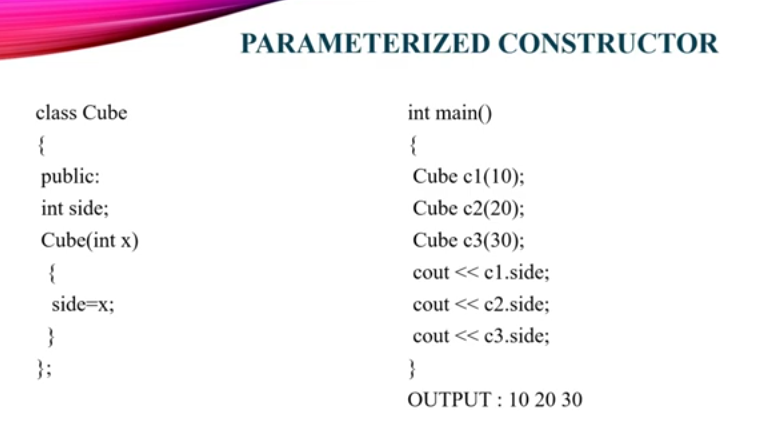 PARAMETERIZED CONSTRUCTOR
class Cube
{
public:
int side;
Cube(int x)
{
side=x;
}
};
int main()
{
Cube c1(10);
Cube c2(20);
Cube c3(30);
cout << c1.side;
cout << c2.side;
cout << c3.side;
}
OUTPUT : 10 20 30